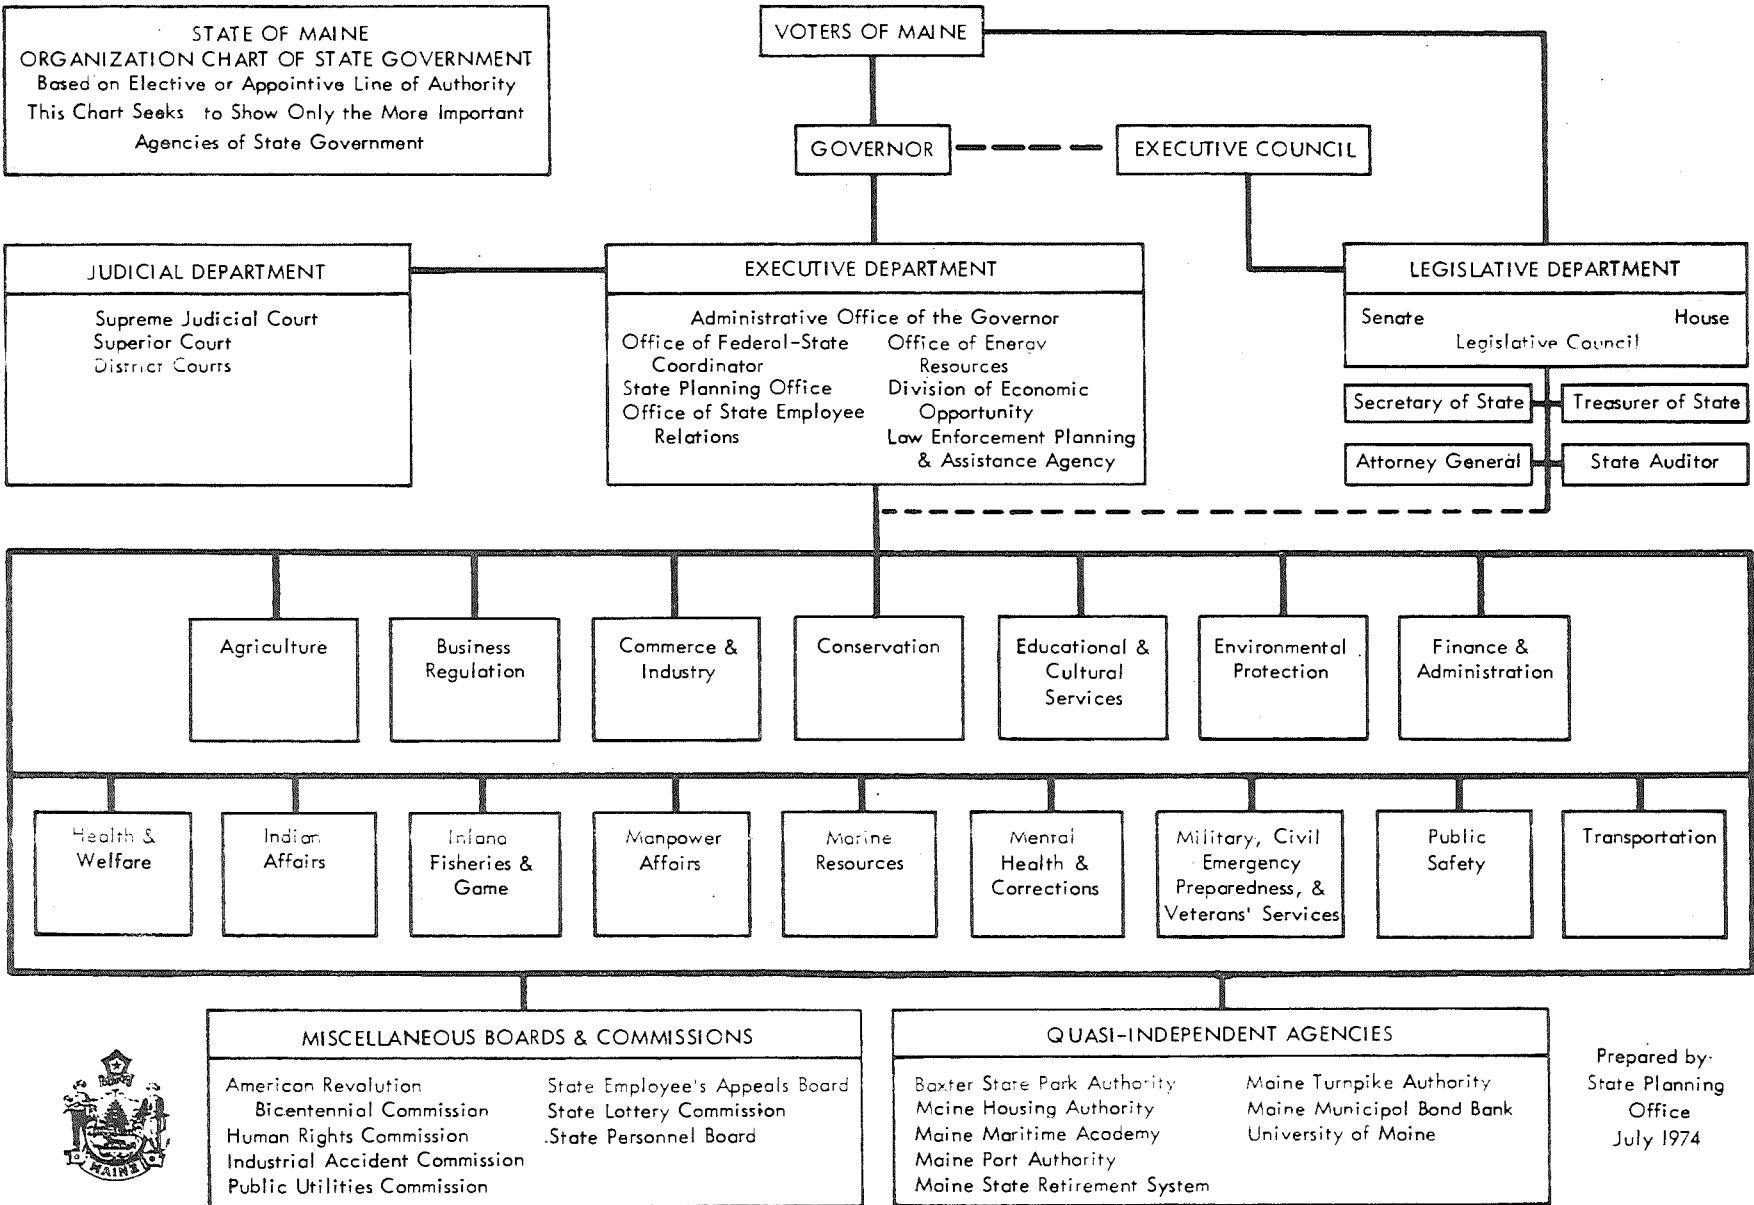 STATE OF MAINE
ORGANIZATION CHART OF STATE GOVERNMENT
Based on Elective or Appointive Line of Authority
This Chart Seeks to Show Only the More Important
Agencies of State Government
VOTERS OF MAINE
GOVERNOR
EXECUTIVE COUNCIL
JUDICIAL DEPARTMENT
Supreme Judicial Court
Superior Court
District Courts
EXECUTIVE DEPARTMENT
Administrative Office of the Governor
Office of Federal-State
Coordinator
State Planning Office
Office of State Employee
Relations
Office of Energy
Resources
Division of Economic
Opportunity
Law Enforcement Planning
& Assistance Agency
LEGISLATIVE DEPARTMENT
Senate House
Legislative Council
Secretary of State
Treasurer of State
Attorney General
State Auditor
Agriculture
Business
Regulation
Commerce &
Industry
Conservation
Educational &
Cultural
Services
Environmental
Protection
Finance &
Administration
Health &
Welfare
Indian
Affairs
Inland
Fisheries &
Game
Manpower
Affairs
Marine
Resources
Mental
Health &
Corrections
Military, Civil
Emergency
Preparedness, &
Veterans' Services
Public
Safety
Transportation
MISCELLANEOUS BOARDS & COMMISSIONS
American Revolution
Bicentennial Commission
Human Rights Commission
Industrial Accident Commission
Public Utilities Commission
State Employee's Appeals Board
State Lottery Commission
State Personnel Board
QUASI-INDEPENDENT AGENCIES
Baxter State Park Authority
Maine Housing Authority
Maine Maritime Academy
Maine Port Authority
Maine State Retirement System
Maine Turnpike Authority
Maine Municipal Bond Bank
University of Maine
MAINE
Prepared by:
State Planning
Office
July 1974